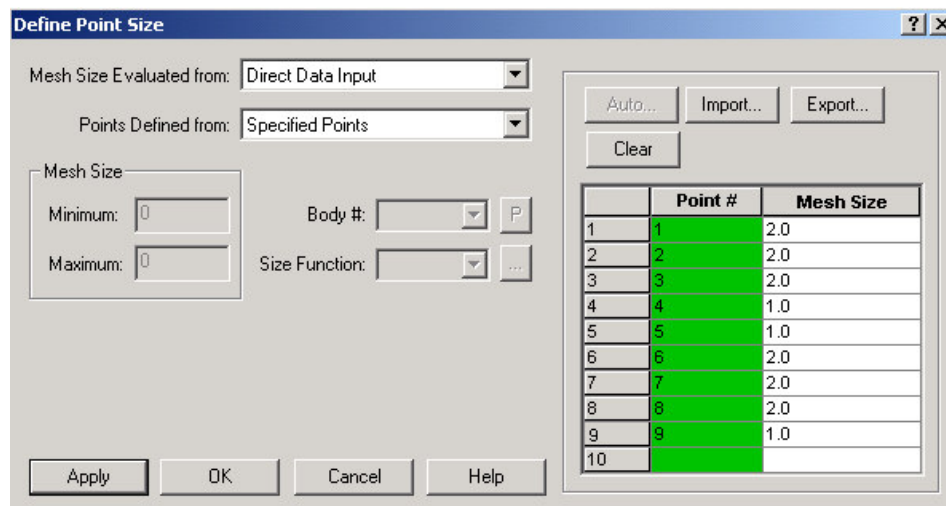 Define Point Size
Mesh Size Evaluated from: Direct Data Input
Points Defined from: Specified Points
Mesh Size
Minimum: 0
Maximum: 0
Body #: P
Size Function: ...
Auto... Import... Export...
Clear
Point # Mesh Size
1 1 2.0
2 2 2.0
3 3 2.0
4 4 1.0
5 5 1.0
6 6 2.0
7 7 2.0
8 8 2.0
9 9 1.0
10
Apply OK Cancel Help